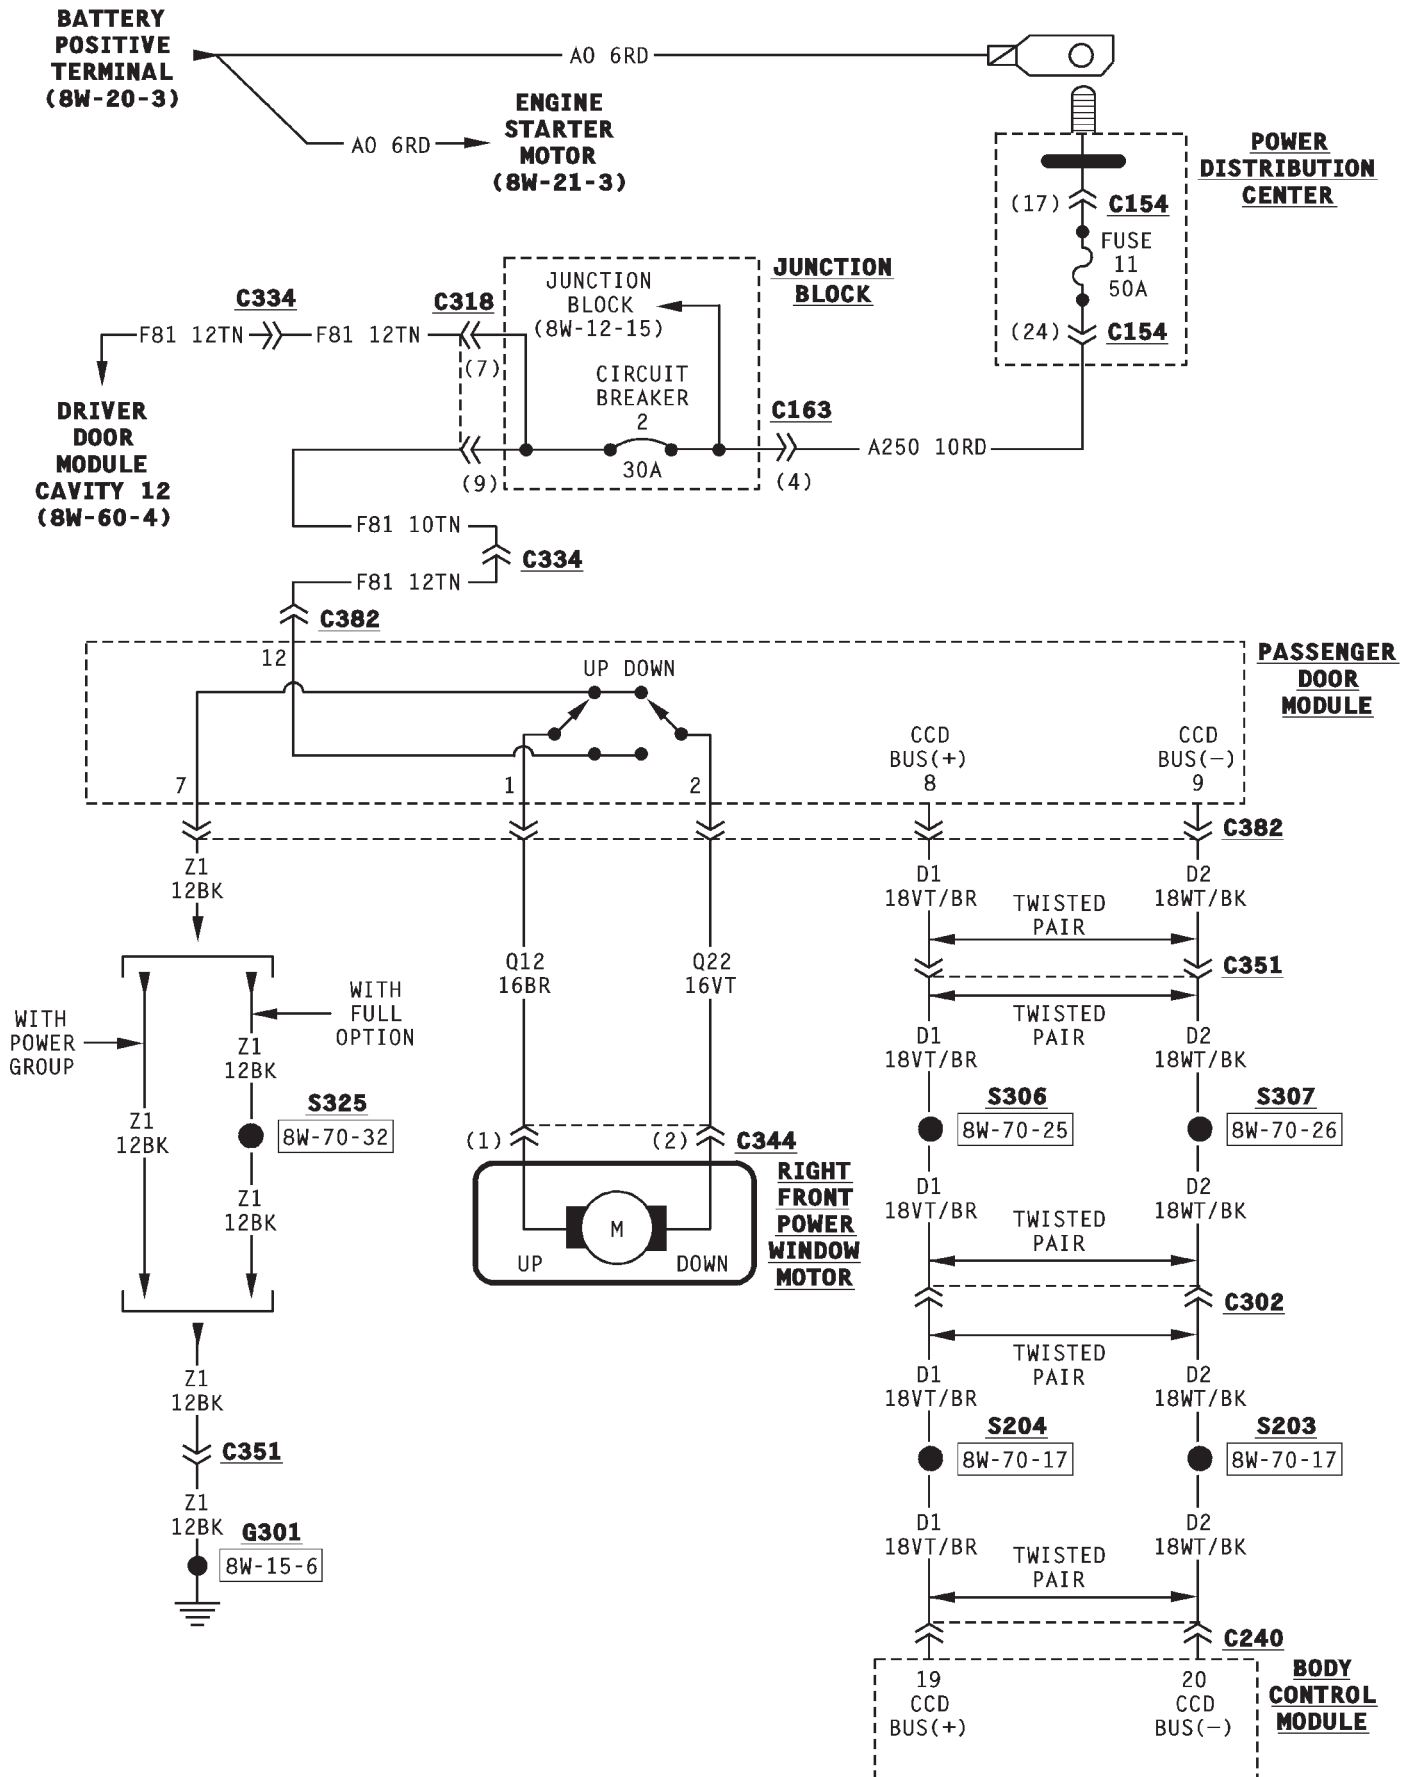 BATTERY
POSITIVE
TERMINAL
(8W-20-3)
A0 6RD
A0 6RD
ENGINE
STARTER
MOTOR
(8W-21-3)
POWER
DISTRIBUTION
CENTER
(17)
C154
FUSE
11
50A
(24)
C154
JUNCTION
BLOCK
JUNCTION
BLOCK
(8W-12-15)
C334
C318
F81 12TN
F81 12TN
(7)
CIRCUIT
BREAKER
2
30A
C163
(4)
A250 10RD
DRIVER
DOOR
MODULE
CAVITY 12
(8W-60-4)
(9)
F81 10TN
C334
F81 12TN
C382
12
UP DOWN
PASSENGER
DOOR
MODULE
7
1
2
CCD
BUS(+)
8
CCD
BUS(-)
9
C382
Z1
12BK
D1
18VT/BR
TWISTED
PAIR
D2
18WT/BK
C351
Q12
16BR
Q22
16VT
WITH
POWER
GROUP
WITH
FULL
OPTION
Z1
12BK
TWISTED
PAIR
D1
18VT/BR
D2
18WT/BK
Z1
12BK
S325
8W-70-32
S306
8W-70-25
S307
8W-70-26
(1)
(2)
C344
RIGHT
FRONT
POWER
WINDOW
MOTOR
M
UP
DOWN
Z1
12BK
D1
18VT/BR
TWISTED
PAIR
D2
18WT/BK
C302
TWISTED
PAIR
Z1
12BK
D1
18VT/BR
D2
18WT/BK
C351
S204
8W-70-17
S203
8W-70-17
Z1
12BK
G301
8W-15-6
D1
18VT/BR
TWISTED
PAIR
D2
18WT/BK
C240
19
CCD
BUS(+)
20
CCD
BUS(-)
BODY
CONTROL
MODULE